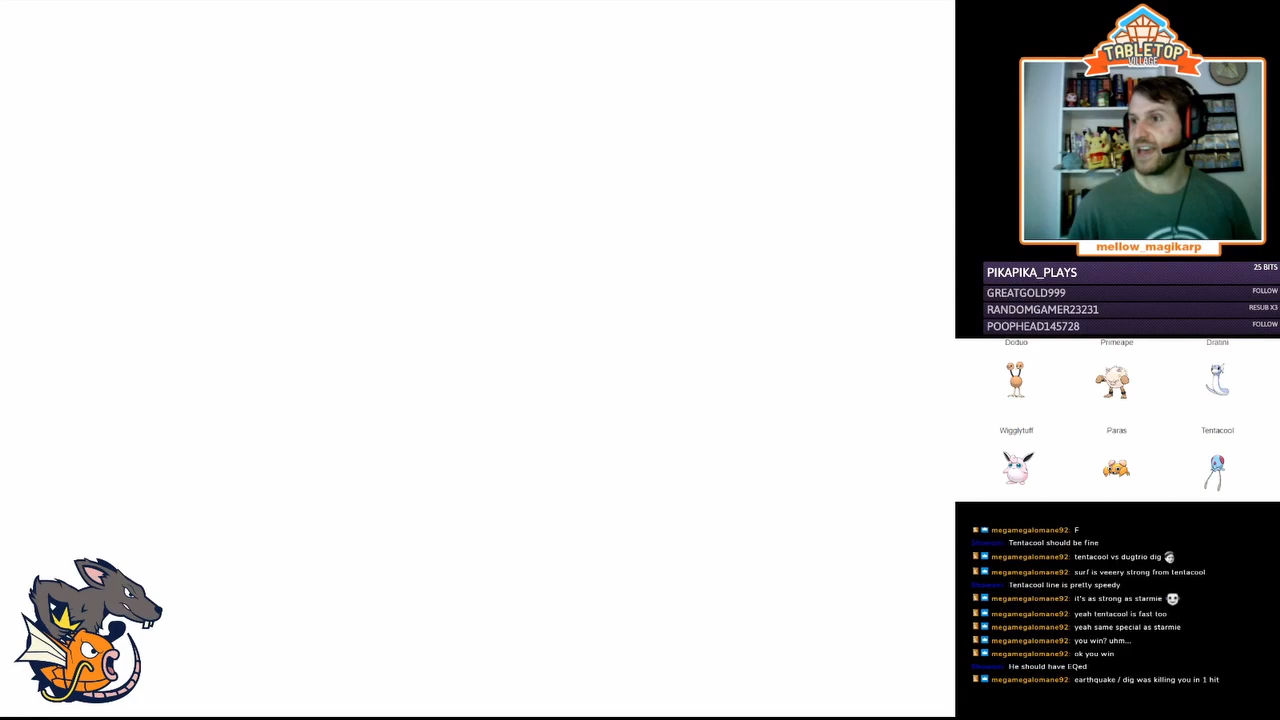 TABLETOP
VILLAGE
mellow_magikarp
PIKAPIKA_PLAYS 25 BITS
GREATGOLD999 FOLLOW
RANDOMGAMER23231 RESUB X3
POOPHEAD145728 FOLLOW
Doduo Primeape Dratini
Wigglytuff Paras Tentacool
megamegalomane92: F
Tentacool should be fine
megamegalomane92: tentacool vs dugtrio dig
megamegalomane92: surf is veeery strong from tentacool
Tentacool line is pretty speedy
megamegalomane92: it's as strong as starmie
megamegalomane92: yeah tentacool is fast too
megamegalomane92: yeah same special as starmie
megamegalomane92: you win? uhm...
megamegalomane92: ok you win
He should have EQed
megamegalomane92: earthquake / dig was killing you in 1 hit